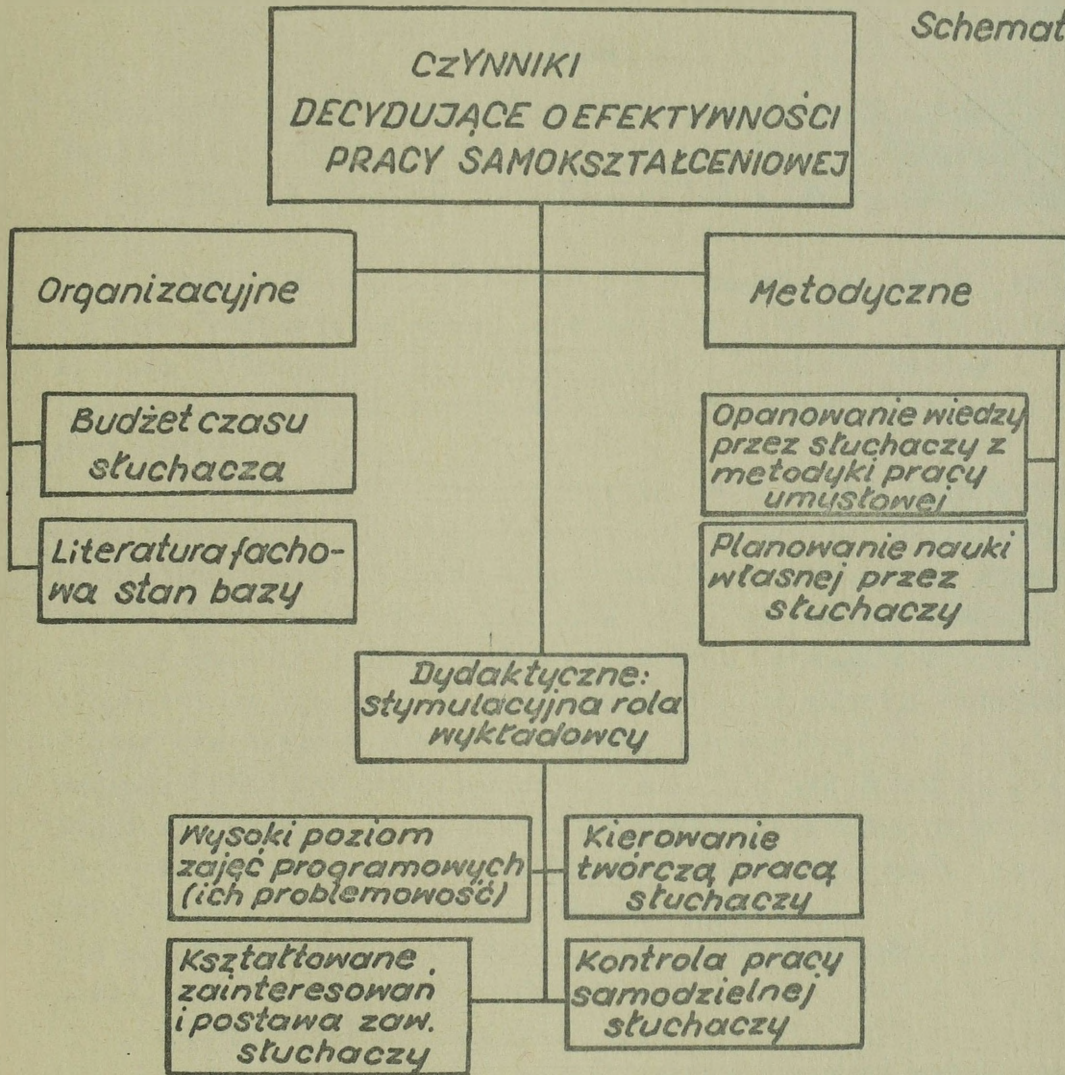 Schemat
CZYNNIKI
DECYDUJĄCE O EFEKTYWNOŚCI
PRACY SAMOKSZTAŁCENIOWEJ
Organizacyjne
Metodyczne
Budżet czasu
słuchacza
Literatura facho-
wa stan bazy
Opanowanie wiedzy
przez słuchaczy z
metodyki pracy
umysłowej
Planowanie nauki
własnej przez
słuchaczy
Dydaktyczne:
stymulacyjna rola
wykładowcy
Wysoki poziom
zajęć programowych
(ich problemowość)
Kierowanie
twórczą pracą
słuchaczy
Kształtowane
zainteresowań
i postawa zaw.
słuchaczy
Kontrola pracy
samodzielnej
słuchaczy